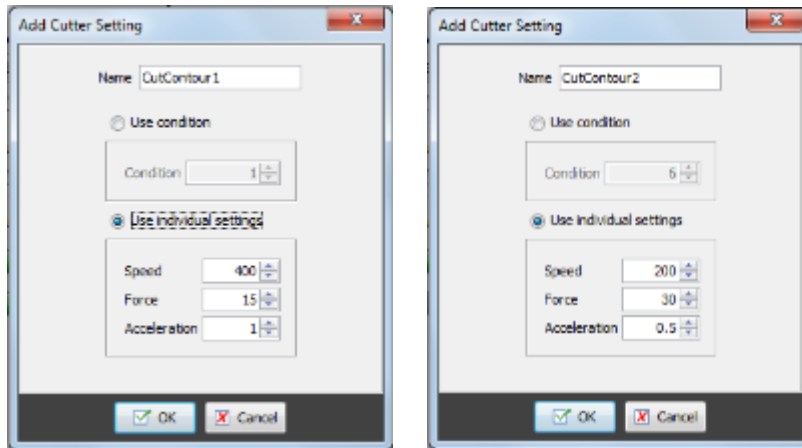 Add Cutter Setting
Name CutContour1
Use condition
Condition 1
Use individual settings
Speed 400
Force 15
Acceleration 1
OK Cancel
Add Cutter Setting
Name CutContour2
Use condition
Condition 6
Use individual settings
Speed 200
Force 30
Acceleration 0.5
OK Cancel